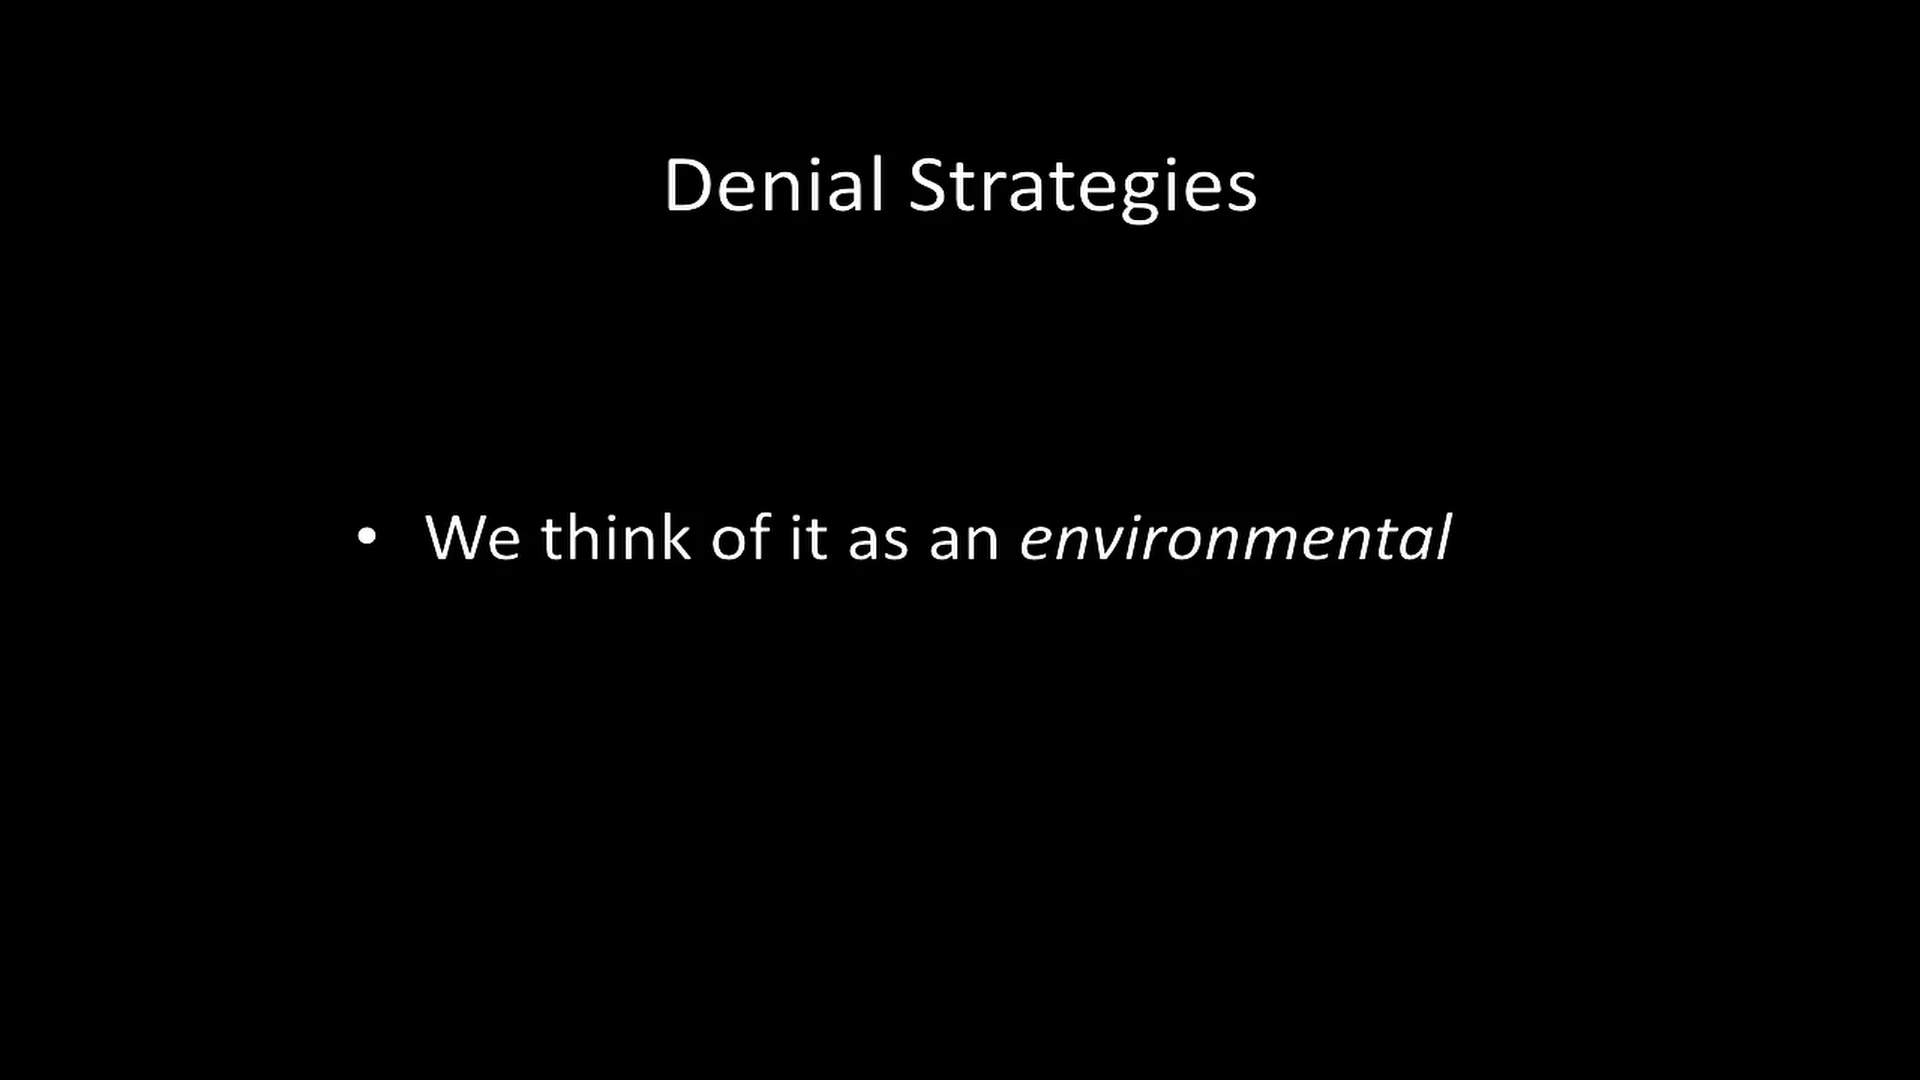 Denial Strategies
• We think of it as an environmental